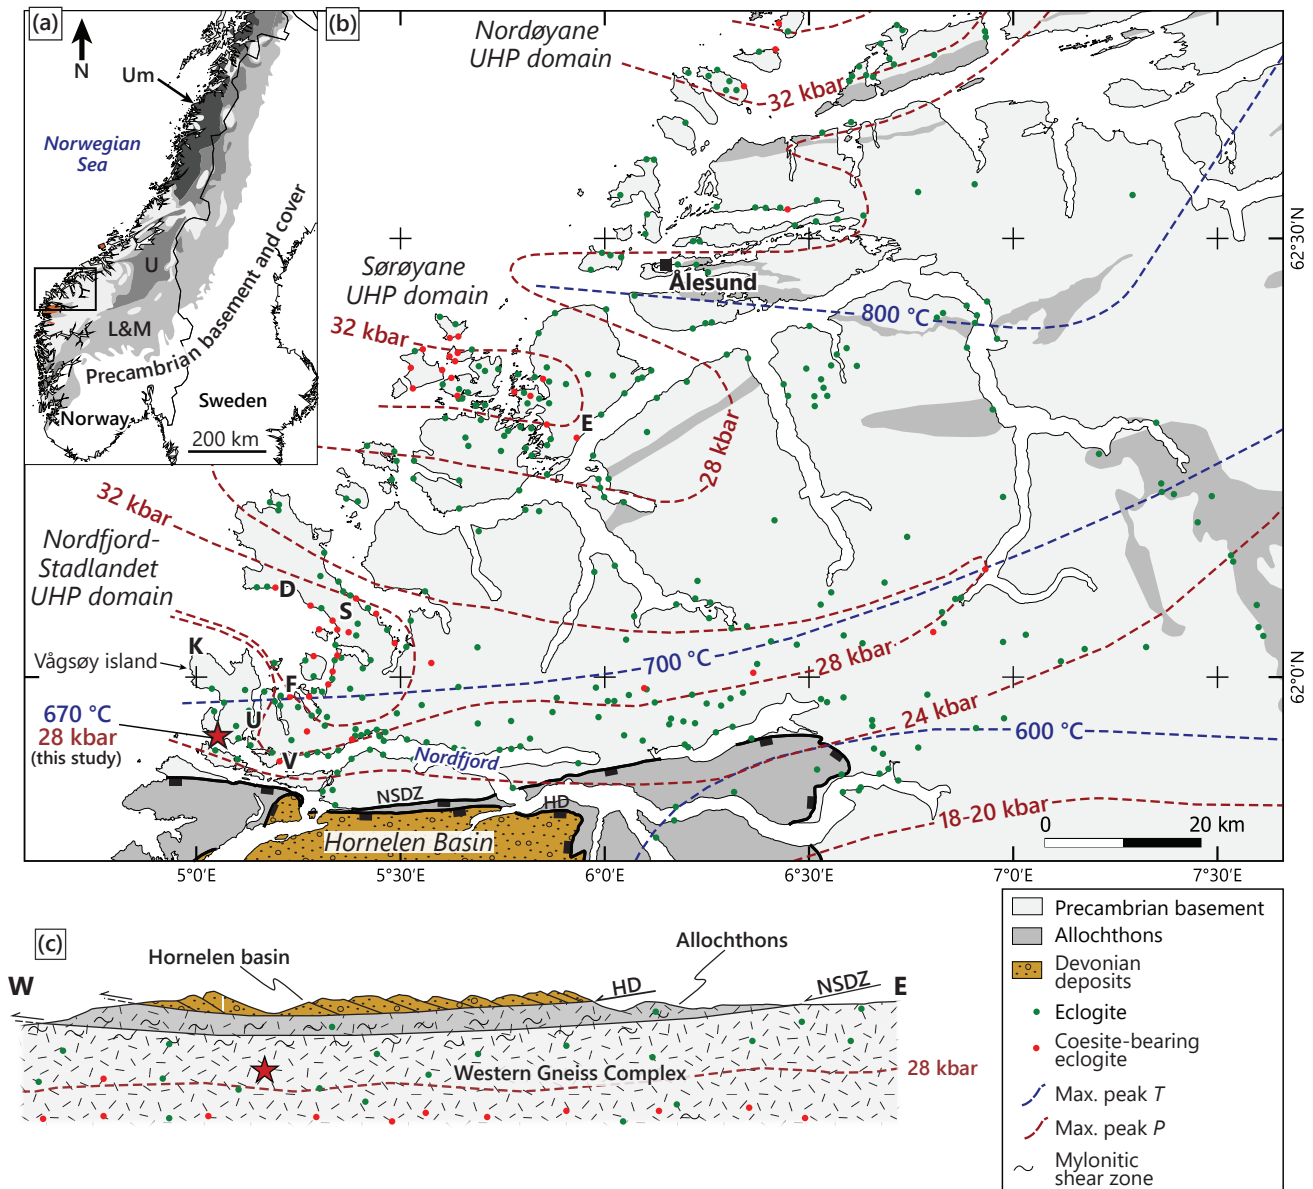 (a)
N
Um
Norwegian
Sea
U
L&M
Precambrian basement and cover
Norway
Sweden
200 km
(b)
Nordøyane
UHP domain
32 kbar
Sørøyane
UHP domain
32 kbar
Ålesund
800 °C
E
28 kbar
32 kbar
Nordfjord-
Stadlandet
UHP domain
D
S
K
Vågsøy island
F
700 °C
28 kbar
670 °C
28 kbar
(this study)
U
V
Nordfjord
24 kbar
600 °C
NSDZ
HD
18-20 kbar
Hornelen Basin
0
20 km
62°30'N
62°0'N
5°0'E
5°30'E
6°0'E
6°30'E
7°0'E
7°30'E
(c)
W
Hornelen basin
Allochthons
HD
NSDZ
E
Western Gneiss Complex
28 kbar
Precambrian basement
Allochthons
Devonian
deposits
Eclogite
Coesite-bearing
eclogite
Max. peak T
Max. peak P
Mylonitic
shear zone